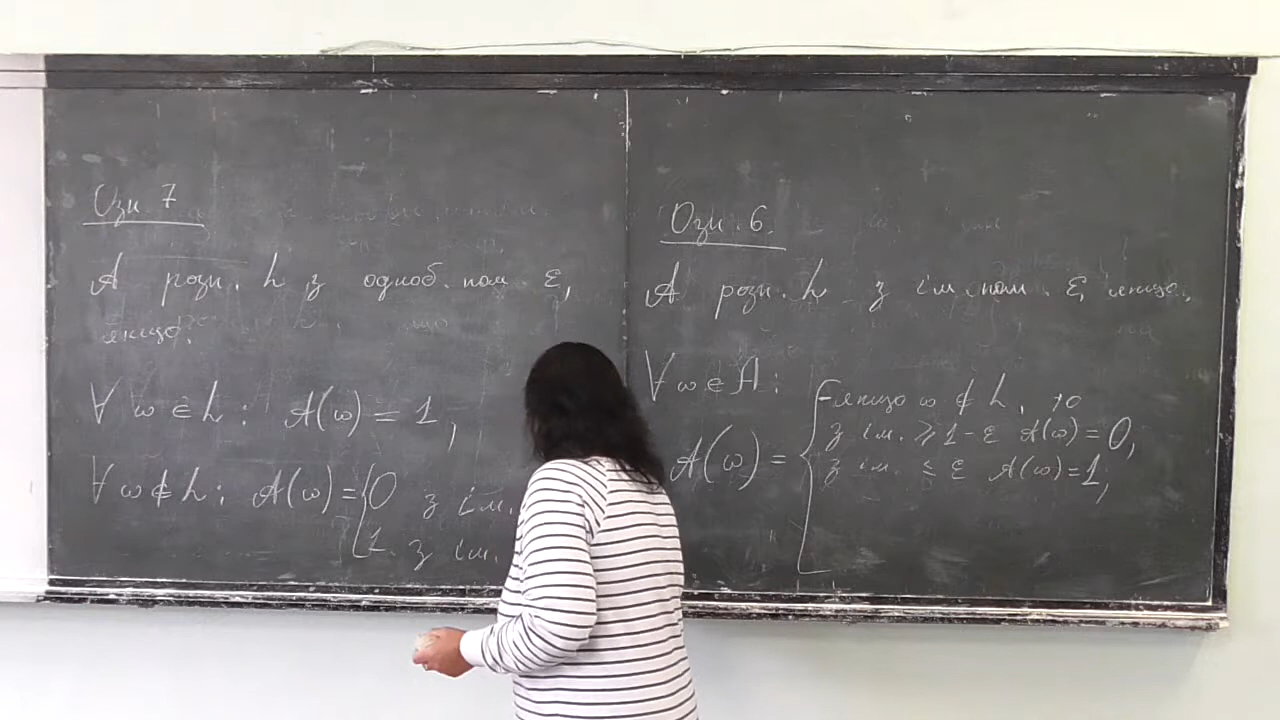 Озн 7
A розп. L з одноб. пом ε,
якщо.
∀ ω ∈ L : A(ω) = 1,
∀ ω ∉ L : A(ω) = { 0 з ім.
1. з ім.
Озн. 6.
A розп. L з ім. пом. ε, якщо.
∀ ω ∈ A :
A(ω) = { якщо ω ∉ L, то
з ім. ⩾ 1-ε A(ω) = 0,
з ім. ≤ ε A(ω) = 1,